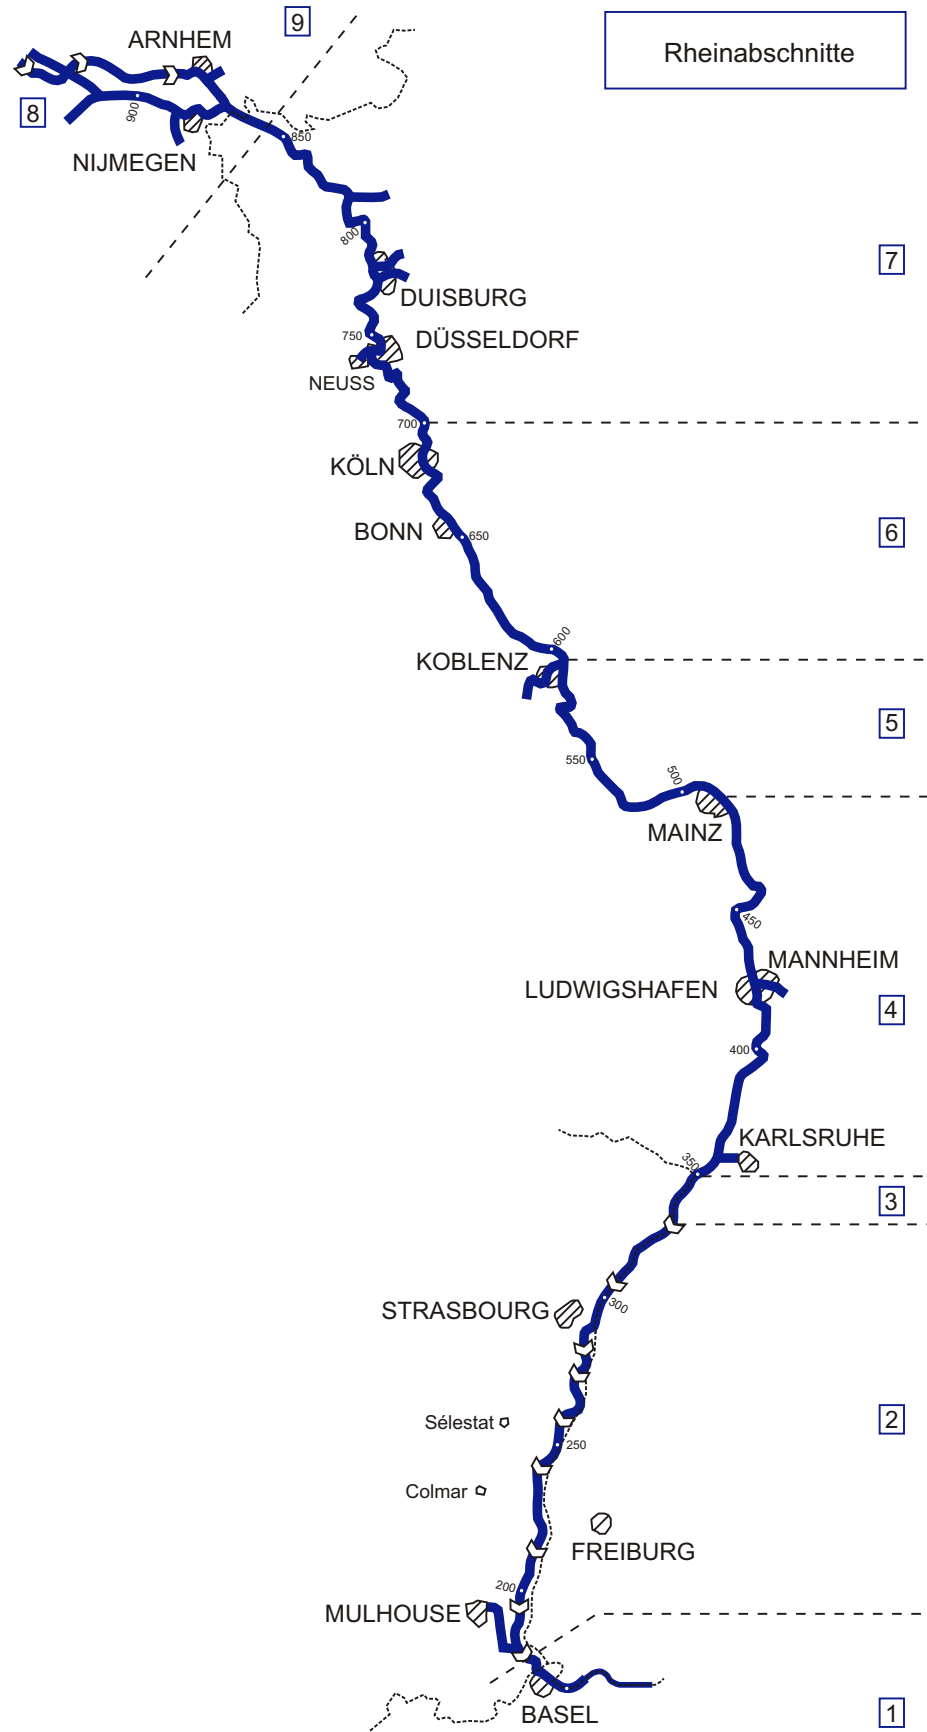 9
Rheinabschnitte
ARNHEM
8
900
850
NIJMEGEN
800
7
DUISBURG
750
DÜSSELDORF
NEUSS
700
KÖLN
BONN
650
6
600
KOBLENZ
5
550
500
MAINZ
450
MANNHEIM
LUDWIGSHAFEN
4
400
KARLSRUHE
350
3
300
STRASBOURG
Sélestat
2
250
Colmar
FREIBURG
200
MULHOUSE
BASEL
1